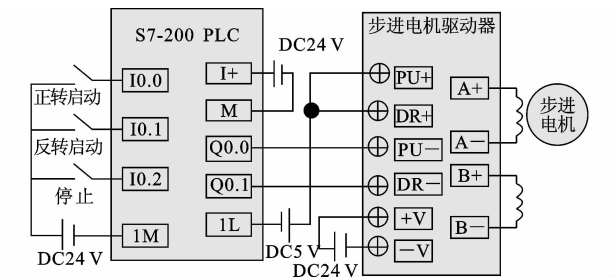 S7-200 PLC
步进电机驱动器
DC24 V
I0.0
I+
PU+
A+
正转启动
M
DR+
步进
电机
I0.1
反转启动
Q0.0
PU－
A－
I0.2
Q0.1
DR－
B+
停止
1M
1L
+V
B－
－V
DC24 V
DC5 V
DC24 V